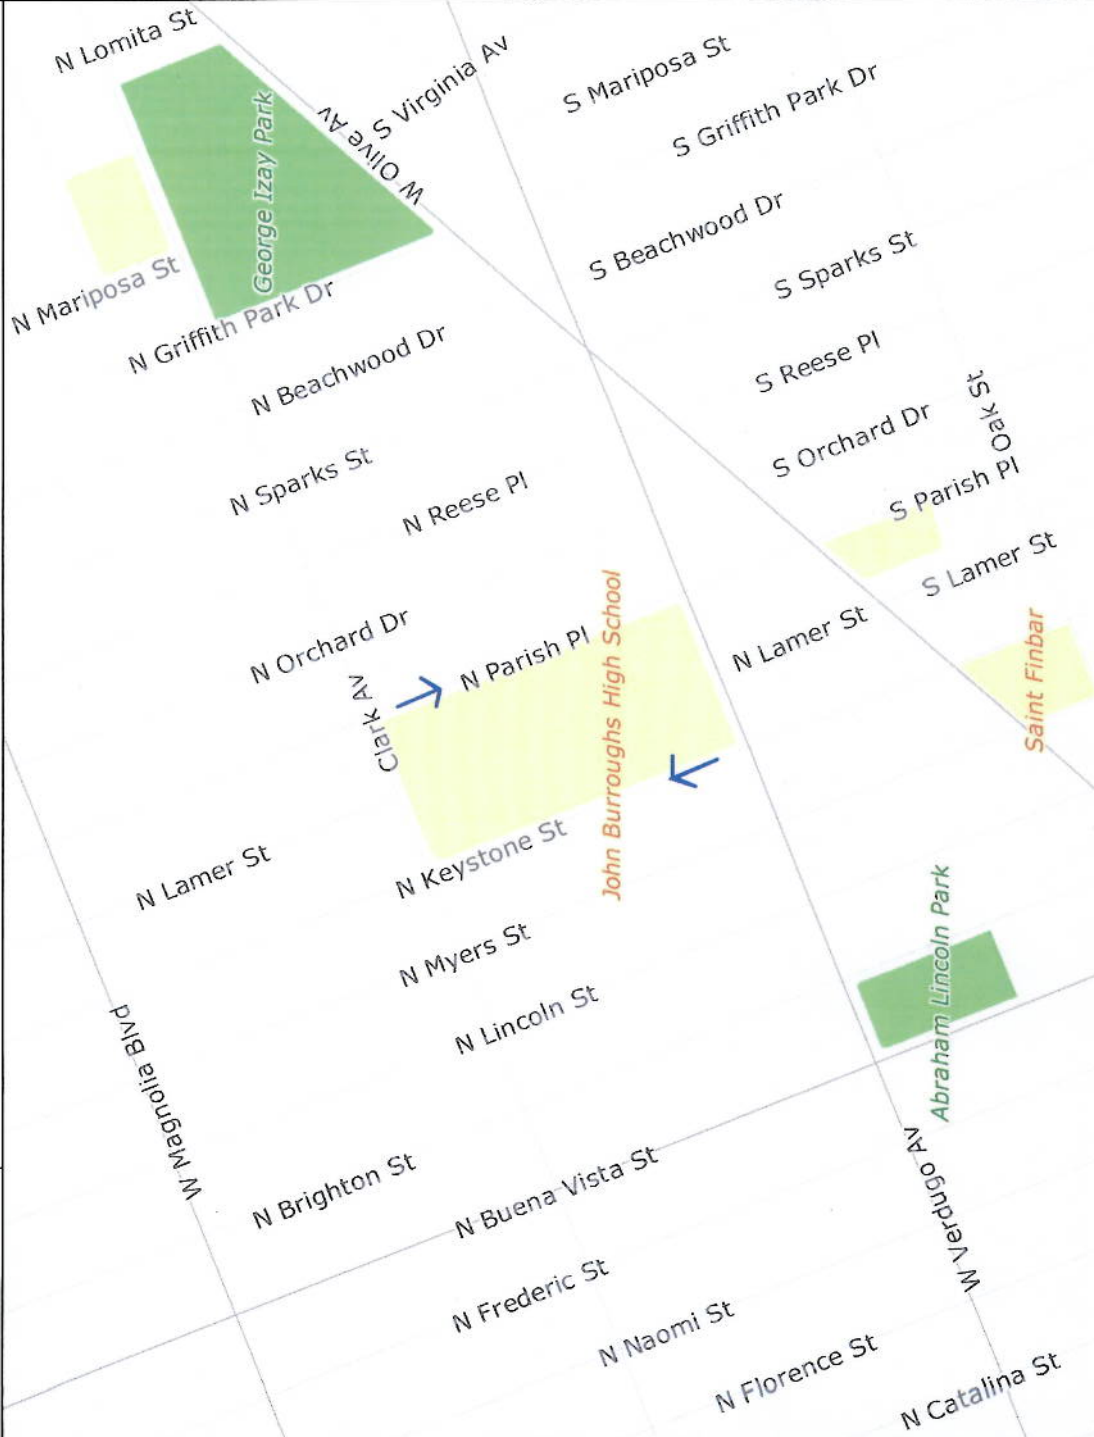 N Lomita St
S Virginia Av
S Mariposa St
S Griffith Park Dr
W Olive Av
George Izay Park
S Beachwood Dr
N Mariposa St
N Griffith Park Dr
S Sparks St
N Beachwood Dr
S Reese Pl
Oak St
S Orchard Dr
N Sparks St
N Reese Pl
S Parish Pl
S Lamer St
N Orchard Dr
N Parish Pl
N Lamer St
Clark Av
John Burroughs High School
Saint Finbar
N Lamer St
N Keystone St
N Myers St
N Lincoln St
Abraham Lincoln Park
W Magnolia Blvd
N Brighton St
N Buena Vista St
W Verdugo Av
N Frederic St
N Naomi St
N Florence St
N Catalina St